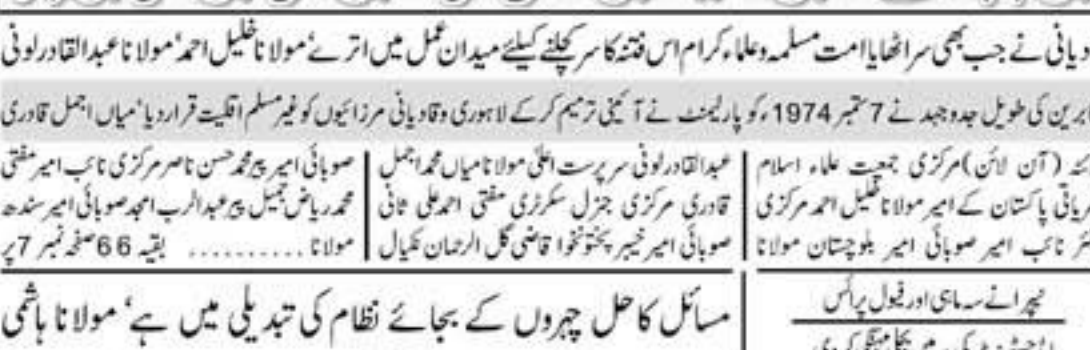 دیانی نے جب بھی سر اٹھایا امت مسلمہ وعلماء کرام اس فتنہ کا سر کچلنے کیلئے میدان عمل میں اترے' مولانا خلیل احمد' مولانا عبدالقادر لونی
برین کی طویل جدوجہد نے 7 ستمبر 1974ء کو پارلیمنٹ نے آئینی ترمیم کر کے لاہوری وقادیانی مرزائیوں کو غیر مسلم اقلیت قرار دیا' میاں اجمل قادری
(آن لائن) مرکزی جمعیت علماء اسلام
پاکستان کے امیر مولانا خلیل احمد مرکزی
نائب امیر صوبائی امیر بلوچستان مولانا
عبدالقادر لونی سرپرست اعلیٰ مولانا میاں محمد اجمل
قادری مرکزی جنرل سیکرٹری مفتی احمد علی ثانی
صوبائی امیر خیبر پختونخوا قاضی گل الرحمان نکیال
صوبائی امیر پیر محمد حسن ناصر مرکزی نائب امیر مفتی
محمد ریاض جمیل پیر عبدالرب امجد صوبائی امیر سندھ
مولانا .......... بقیہ 66 صفحہ نمبر 7 پر
نیپرا نے سہ ماہی اور فیول پرائس
مسائل کا حل چہروں کے بجائے نظام کی تبدیلی میں ہے' مولانا ہاشمی